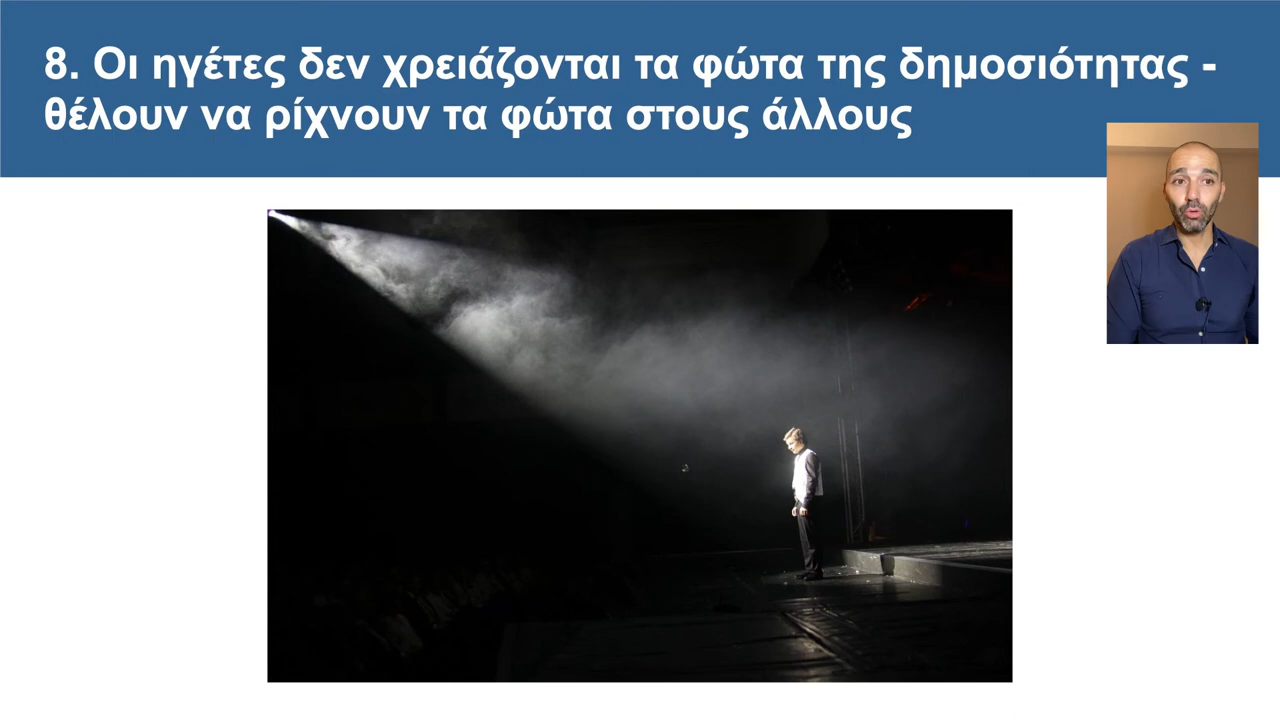 8. Οι ηγέτες δεν χρειάζονται τα φώτα της δημοσιότητας -
θέλουν να ρίχνουν τα φώτα στους άλλους